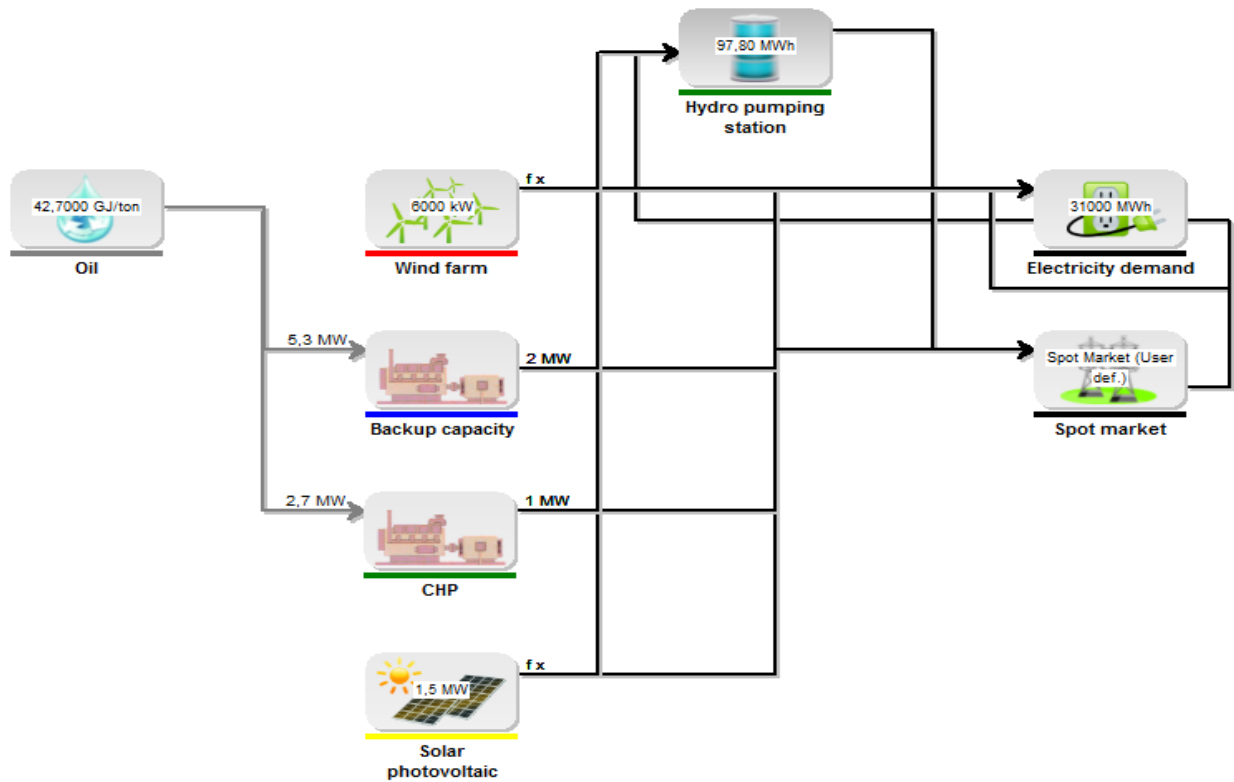 97,80 MWh
Hydro pumping
station
42,7000 GJ/ton
Oil
6000 kW
Wind farm
f x
31000 MWh
Electricity demand
5,3 MW
2 MW
Backup capacity
Spot Market (User
def.)
Spot market
2,7 MW
1 MW
CHP
f x
1,5 MW
Solar
photovoltaic